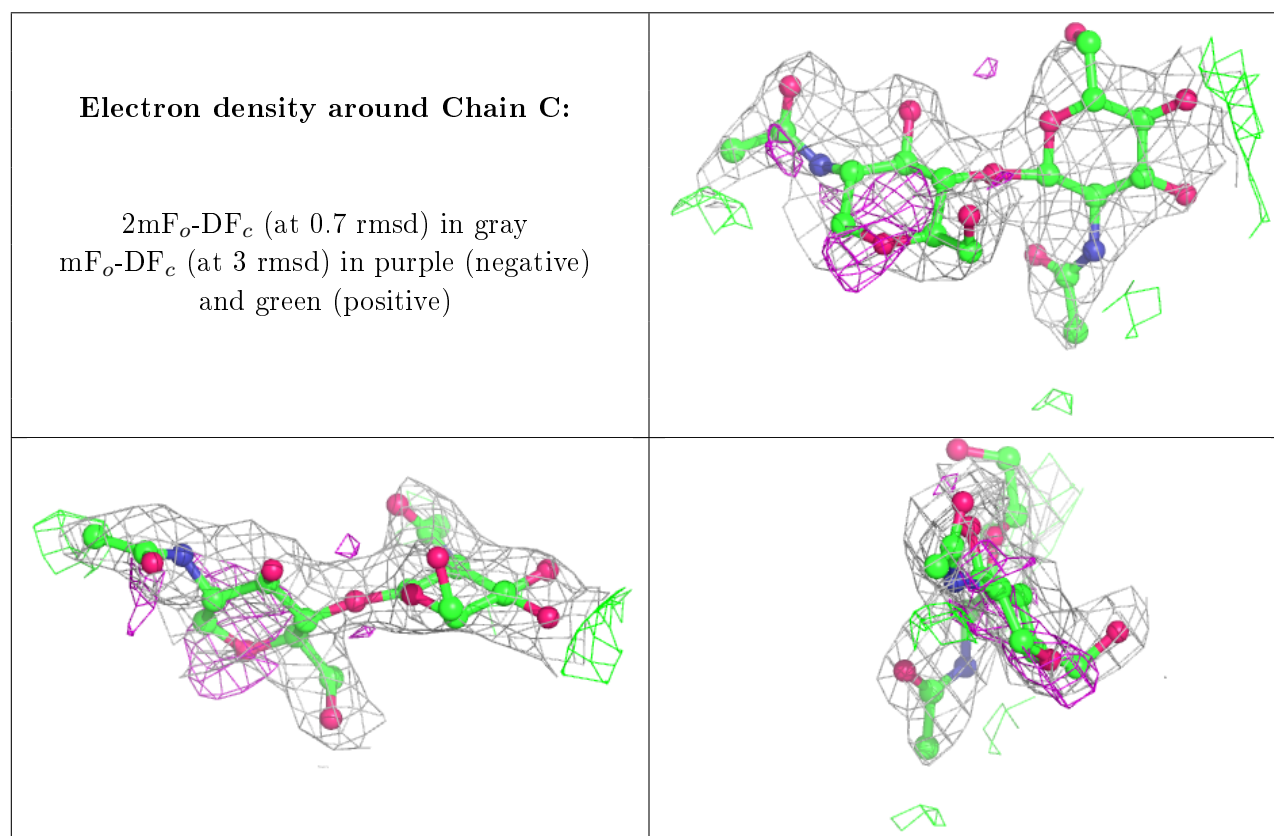 Electron density around Chain C:
2mFₒ-DF𝒸 (at 0.7 rmsd) in gray
mFₒ-DF𝒸 (at 3 rmsd) in purple (negative)
and green (positive)